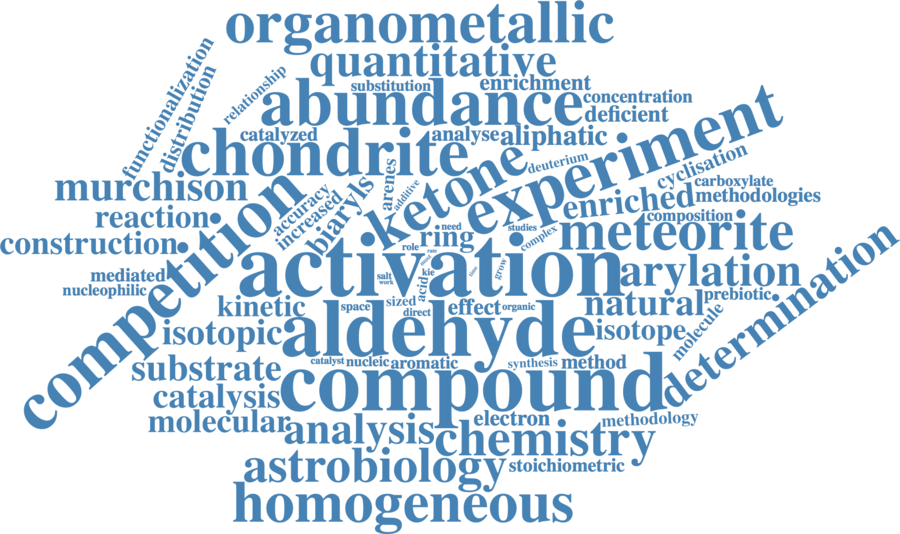 organometallic
functionalization
quantitative
distribution
relationship
substitution
enrichment
abundance
concentration
deficient
experiment
catalyzed
analyse
aliphatic
chondrite
arenes
ketone
deuterium
cyclisation
murchison
accuracy
increased
biaryls
additive
enriched
carboxylate
methodologies
reaction
competition
ring
need
studies
composition
construction
role
rate
complex
meteorite
activation
mediated
nucleophilic
salt
work
acid
kie
grow
arylation
kinetic
space
sized
direct
effect
organic
natural
prebiotic
molecule
isotopic
aldehyde
isotope
determination
substrate
catalyst
nucleic
aromatic
synthesis
method
catalysis
compound
molecular
analysis
electron
methodology
chemistry
astrobiology
stoichiometric
homogeneous